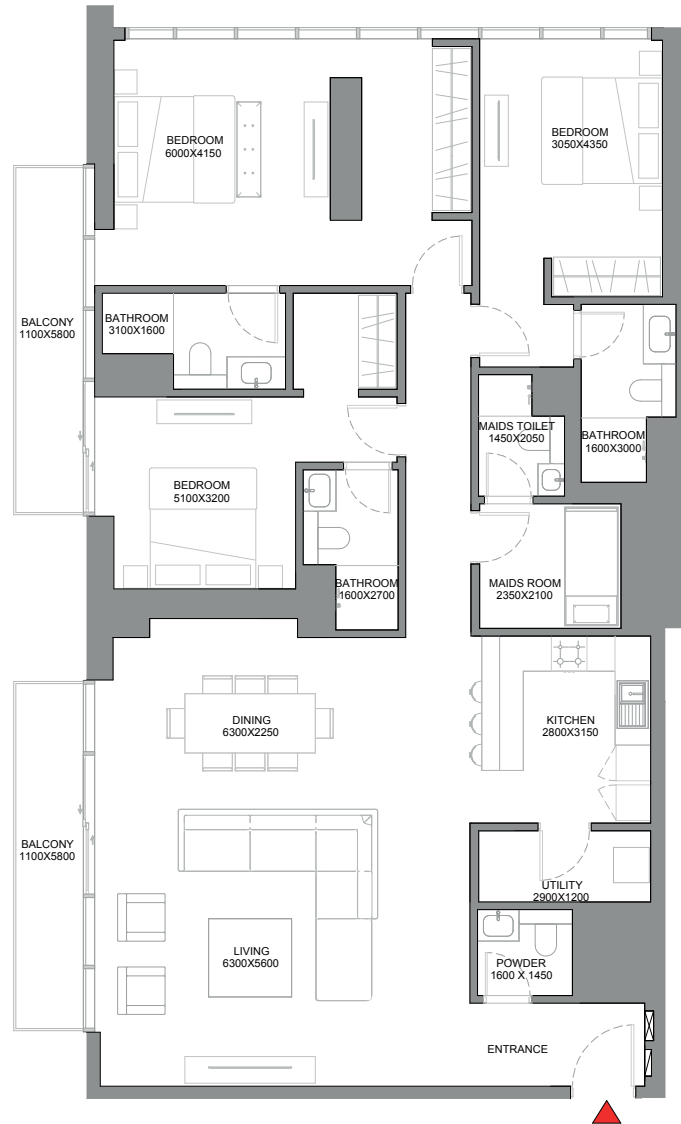 BEDROOM
6000X4150
BEDROOM
3050X4350
BALCONY
1100X5800
BATHROOM
3100X1600
MAIDS TOILET
1450X2050
BATHROOM
1600X3000
BEDROOM
5100X3200
BATHROOM
1600X2700
MAIDS ROOM
2350X2100
DINING
6300X2250
KITCHEN
2800X3150
BALCONY
1100X5800
UTILITY
2900X1200
LIVING
6300X5600
POWDER
1600 X 1450
ENTRANCE